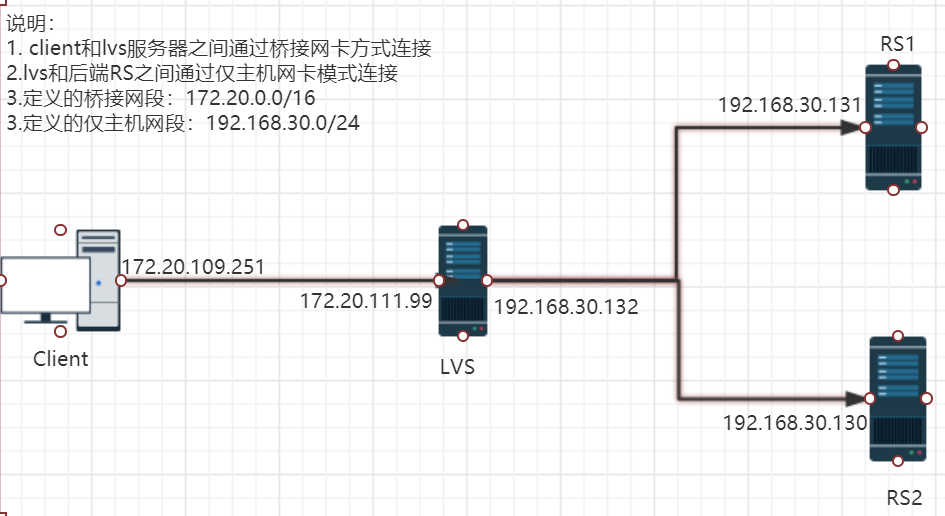 说明：
1. client和lvs服务器之间通过桥接网卡方式连接
2.lvs和后端RS之间通过仅主机网卡模式连接
3.定义的桥接网段：172.20.0.0/16
3.定义的仅主机网段：192.168.30.0/24
RS1
192.168.30.131
172.20.109.251
172.20.111.99
192.168.30.132
Client
LVS
192.168.30.130
RS2